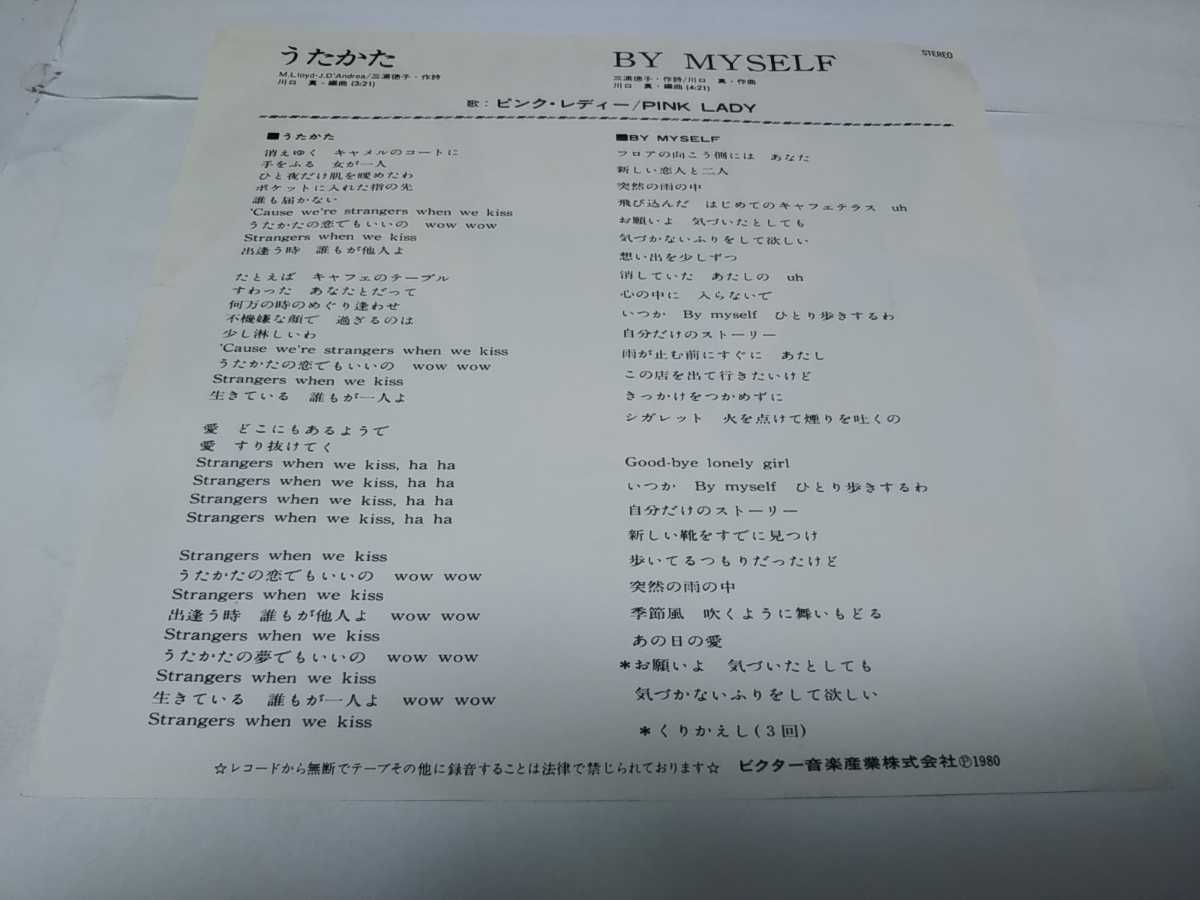 うたかた
M.Lloyd・J.D'Andrea/三浦徳子・作詩
川口 真・編曲(3:21)
BY MYSELF
三浦徳子・作詩/川口 真・作曲
川口 真・編曲(4:21)
STEREO
歌：ピンク・レディー/PINK LADY
■うたかた
消えゆく キャメルのコートに
手をふる 女が一人
ひと夜だけ肌を暖めたわ
ポケットに入れた指の先
誰も届かない
'Cause we're strangers when we kiss
うたかたの恋でもいいの wow wow
Strangers when we kiss
出逢う時 誰もが他人よ
たとえば キャフェのテーブル
すわった あなたとだって
何万の時のめぐり逢わせ
不機嫌な顔で 過ぎるのは
少し淋しいわ
'Cause we're strangers when we kiss
うたかたの恋でもいいの wow wow
Strangers when we kiss
生きている 誰もが一人よ
愛 どこにもあるようで
愛 すり抜けてく
Strangers when we kiss, ha ha
Strangers when we kiss, ha ha
Strangers when we kiss, ha ha
Strangers when we kiss, ha ha
Strangers when we kiss
うたかたの恋でもいいの wow wow
Strangers when we kiss
出逢う時 誰もが他人よ wow wow
Strangers when we kiss
うたかたの夢でもいいの wow wow
Strangers when we kiss
生きている 誰もが一人よ wow wow
Strangers when we kiss
■BY MYSELF
フロアの向こう側には あなた
新しい恋人と二人
突然の雨の中
飛び込んだ はじめてのキャフェテラス uh
お願いよ 気づいたとしても
気づかないふりをして欲しい
想い出を少しずつ
消していた あたしの uh
心の中に 入らないで
いつか By myself ひとり歩きするわ
自分だけのストーリー
雨が止む前にすぐに あたし
この店を出て行きたいけど
きっかけをつかめずに
シガレット 火を点けて煙りを吐くの
Good-bye lonely girl
いつか By myself ひとり歩きするわ
自分だけのストーリー
新しい靴をすでに見つけ
歩いてるつもりだったけど
突然の雨の中
季節風 吹くように舞いもどる
あの日の愛
*お願いよ 気づいたとしても
気づかないふりをして欲しい
*くりかえし(3回)
☆レコードから無断でテープその他に録音することは法律で禁じられております☆ ビクター音楽産業株式会社Ⓟ1980